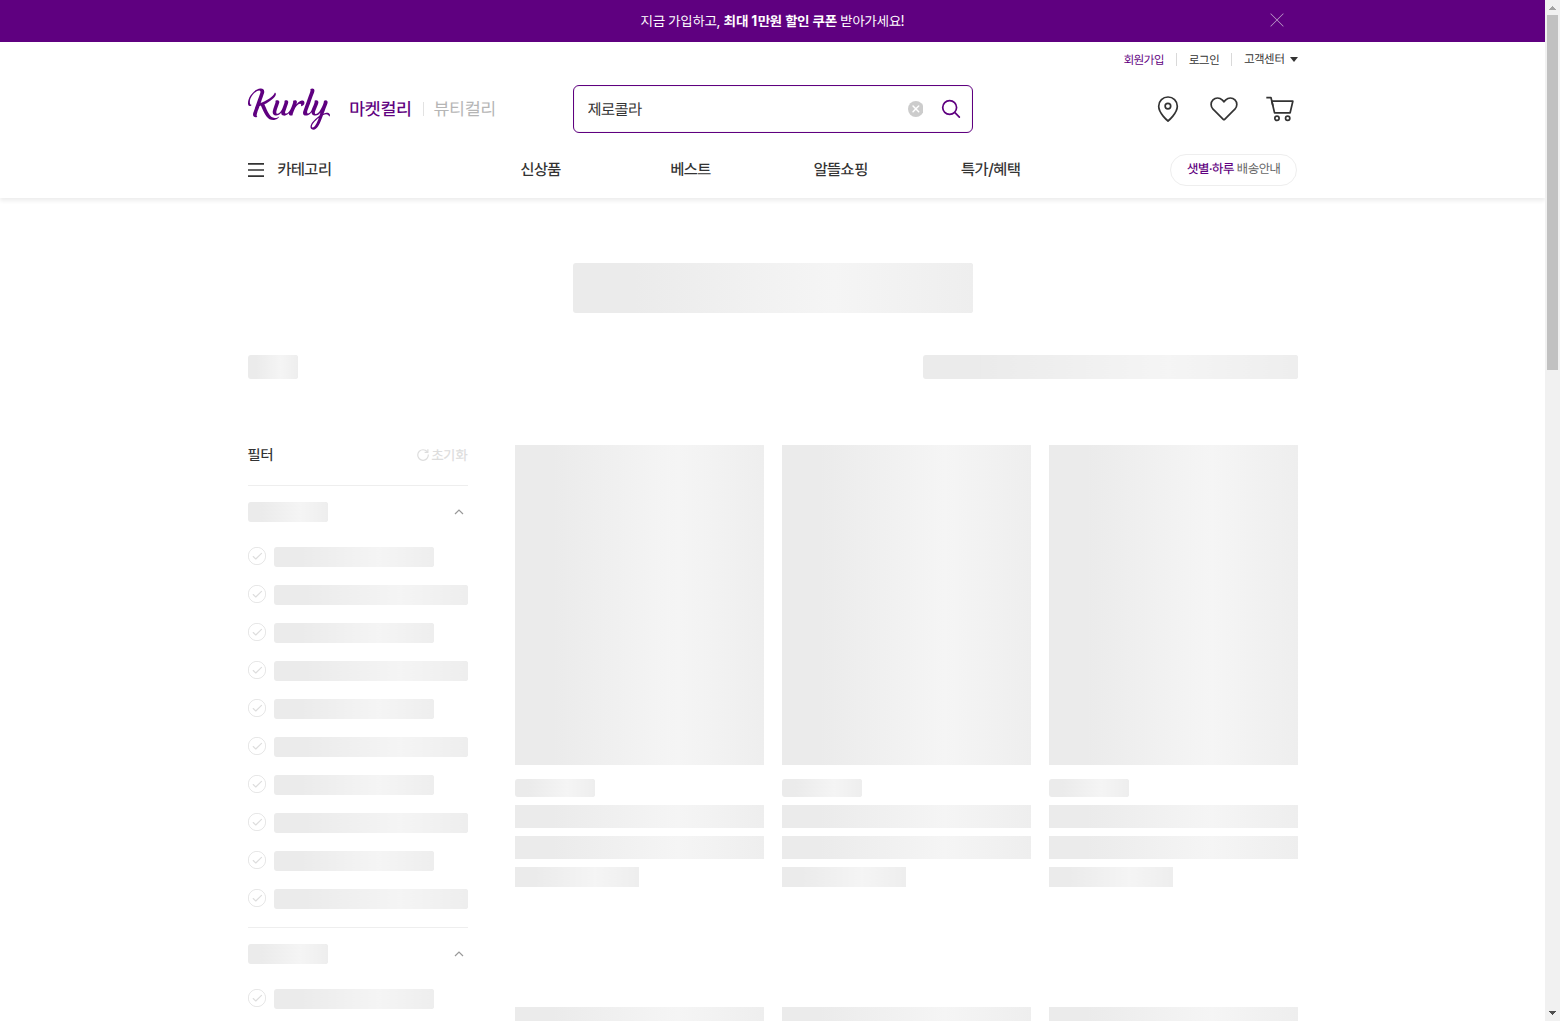 지금 가입하고, 최대 1만원 할인 쿠폰 받아가세요!
회원가입 로그인 고객센터
Kurly 마켓컬리 뷰티컬리
제로콜라
카테고리 신상품 베스트 알뜰쇼핑 특가/혜택 샛별·하루 배송안내
필터 초기화